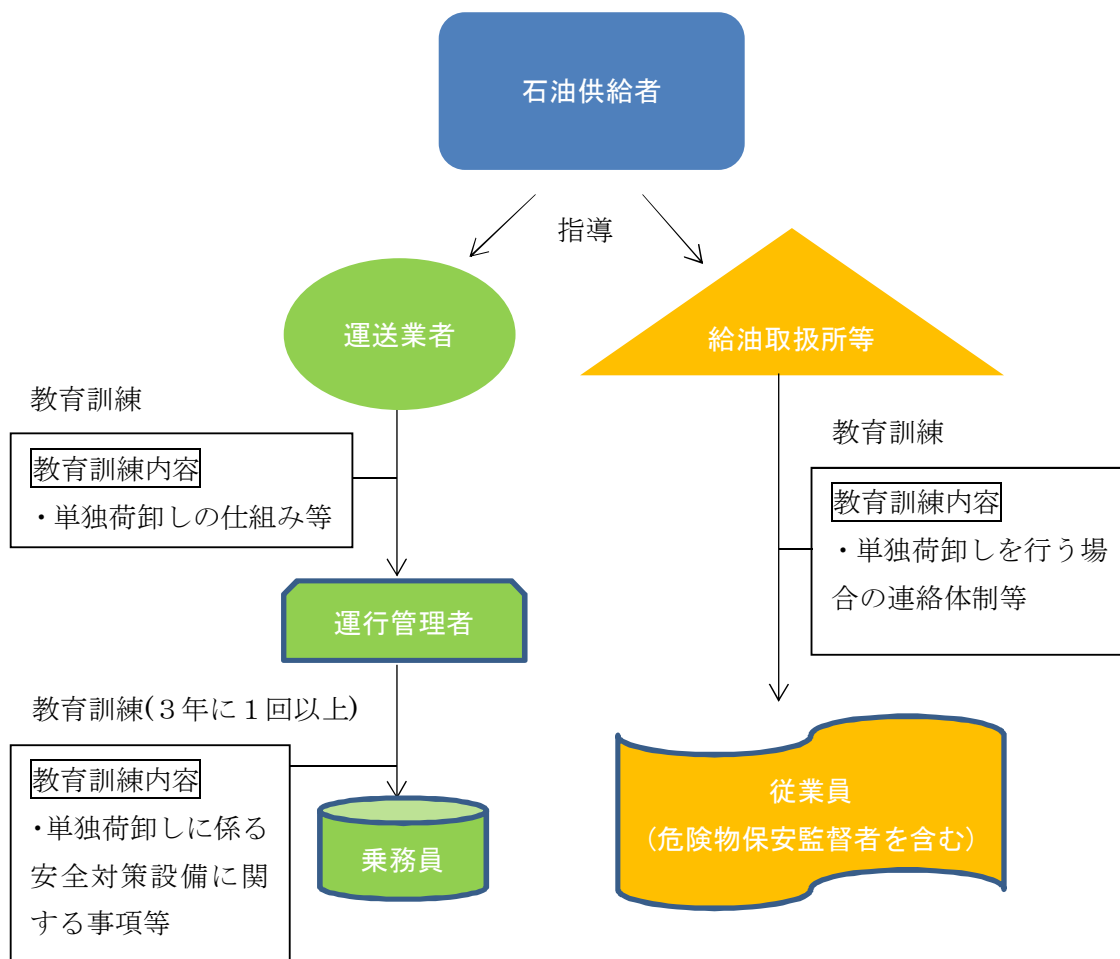 石油供給者
指導
運送業者
給油取扱所等
教育訓練
教育訓練内容
・単独荷卸しの仕組み等
教育訓練
教育訓練内容
・単独荷卸しを行う場
合の連絡体制等
運行管理者
教育訓練(３年に１回以上)
教育訓練内容
・単独荷卸しに係る
安全対策設備に関
する事項等
乗務員
従業員
（危険物保安監督者を含む）